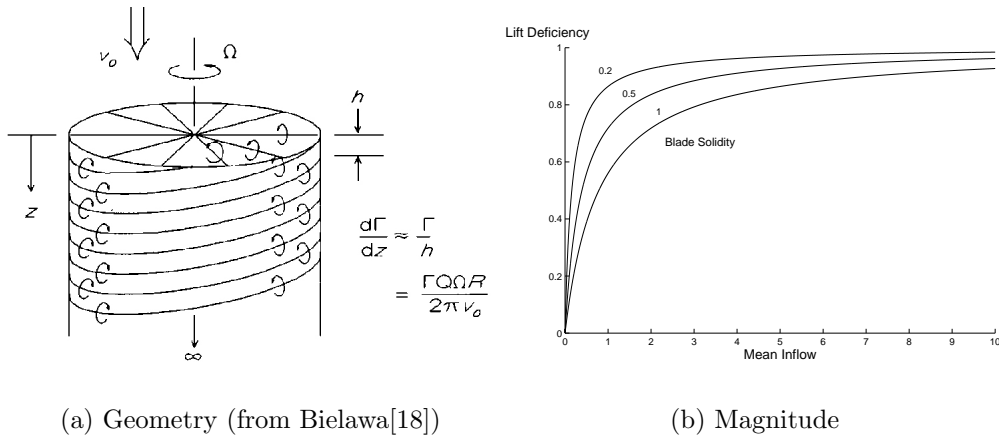 v₀
Ω
h
z
dΓ/dz ≈ Γ/h
= ΓQΩR/2πv₀
∞
(a) Geometry (from Bielawa[18])
Lift Deficiency
1
0.8
0.6
0.4
0.2
0
0.2
0.5
1
Blade Solidity
0 1 2 3 4 5 6 7 8 9 10
Mean Inflow
(b) Magnitude